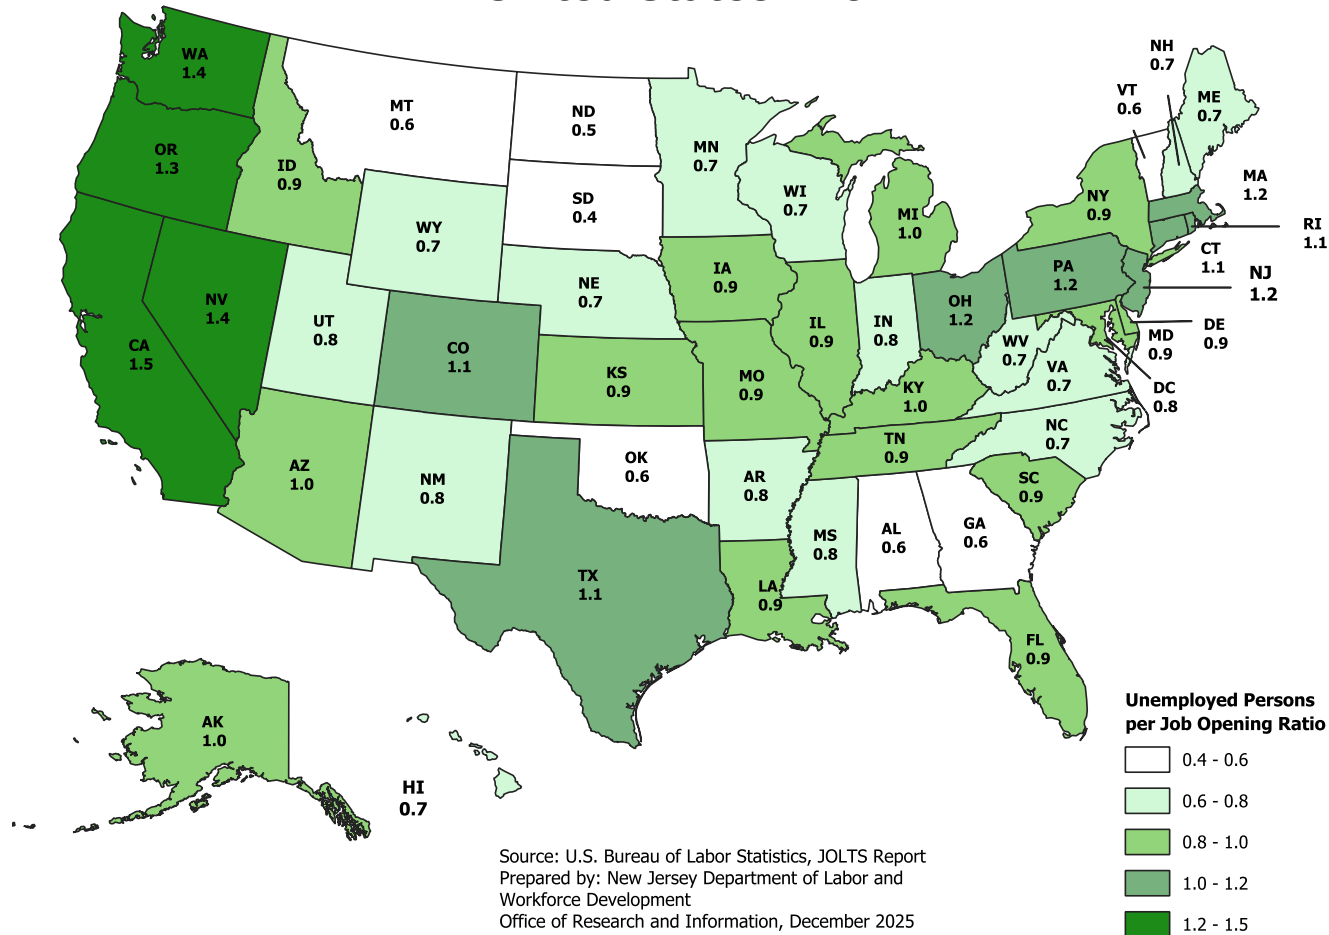 WA
1.4
OR
1.3
CA
1.5
NV
1.4
ID
0.9
MT
0.6
WY
0.7
UT
0.8
CO
1.1
AZ
1.0
NM
0.8
ND
0.5
SD
0.4
NE
0.7
KS
0.9
OK
0.6
TX
1.1
MN
0.7
IA
0.9
MO
0.9
AR
0.8
LA
0.9
WI
0.7
IL
0.9
MI
1.0
IN
0.8
OH
1.2
KY
1.0
TN
0.9
MS
0.8
AL
0.6
GA
0.6
FL
0.9
SC
0.9
NC
0.7
VA
0.7
WV
0.7
PA
1.2
NY
0.9
VT
0.6
NH
0.7
ME
0.7
MA
1.2
RI
1.1
CT
1.1
NJ
1.2
DE
0.9
MD
0.9
DC
0.8
AK
1.0
HI
0.7
Unemployed Persons
per Job Opening Ratio
0.4 - 0.6
0.6 - 0.8
0.8 - 1.0
1.0 - 1.2
1.2 - 1.5
Source: U.S. Bureau of Labor Statistics, JOLTS Report
Prepared by: New Jersey Department of Labor and
Workforce Development
Office of Research and Information, December 2025